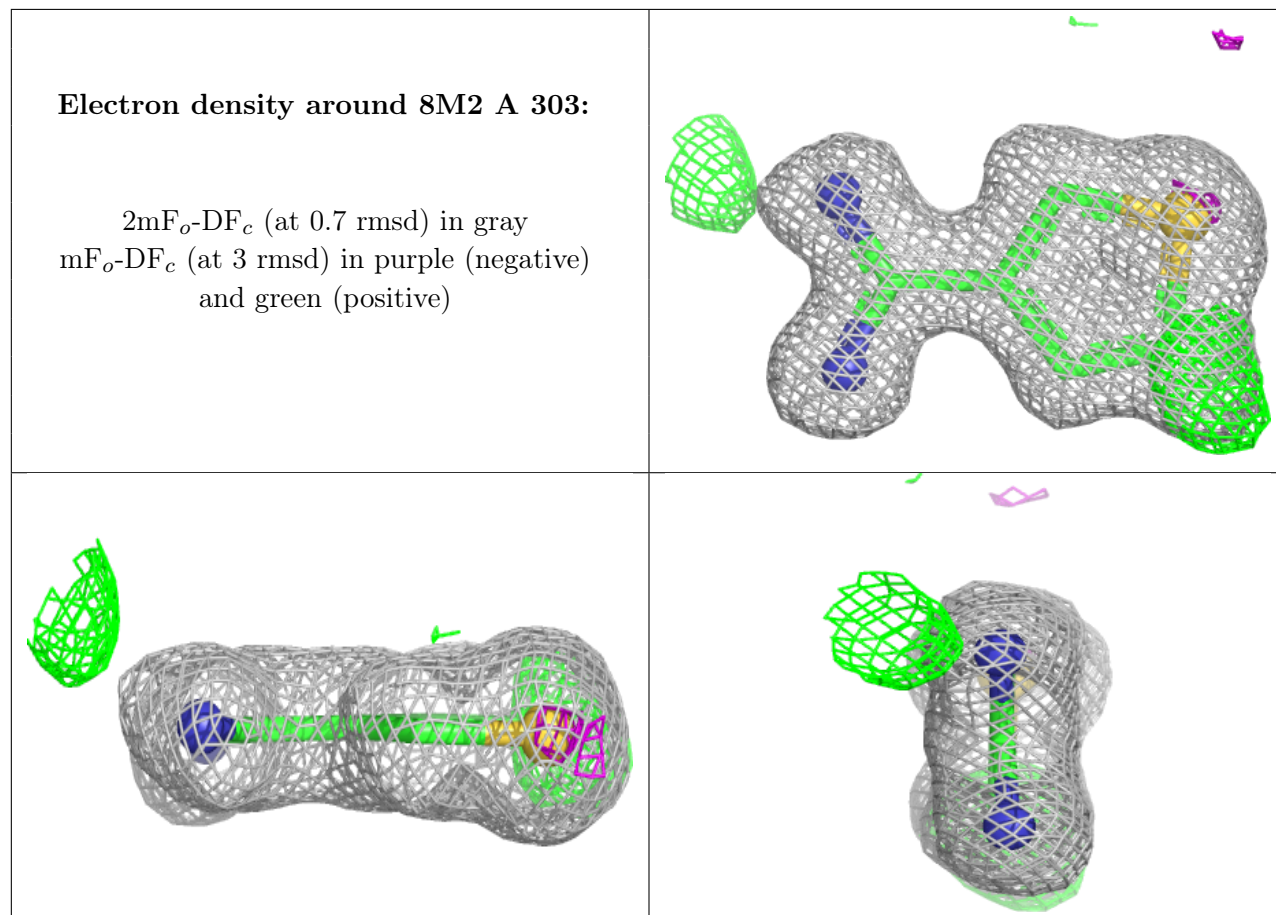 Electron density around 8M2 A 303:
2mFo-DFc (at 0.7 rmsd) in gray
mFo-DFc (at 3 rmsd) in purple (negative)
and green (positive)